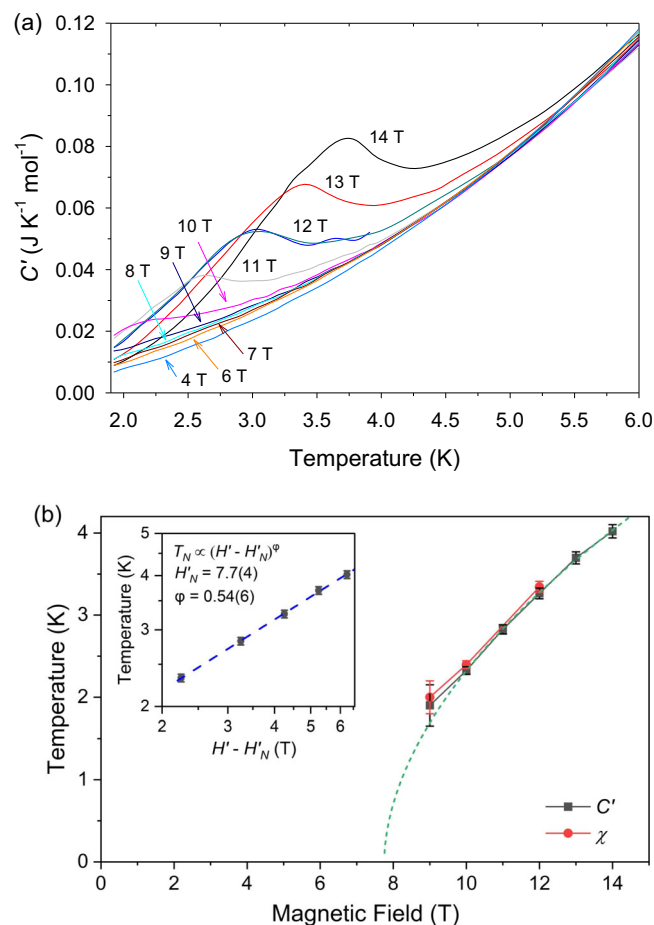 (a)
0.12
0.10
0.08
0.06
0.04
0.02
0.00
C′ (J K⁻¹ mol⁻¹)
14 T
13 T
12 T
11 T
10 T
9 T
8 T
7 T
6 T
4 T
2.0 2.5 3.0 3.5 4.0 4.5 5.0 5.5 6.0
Temperature (K)
(b)
4
3
2
1
0
Temperature (K)
5
4
3
2
Temperature (K)
T_N ∝ (H′ - H′_N)^φ
H′_N = 7.7(4)
φ = 0.54(6)
2 3 4 5 6
H′ - H′_N (T)
C′
χ
0 2 4 6 8 10 12 14
Magnetic Field (T)